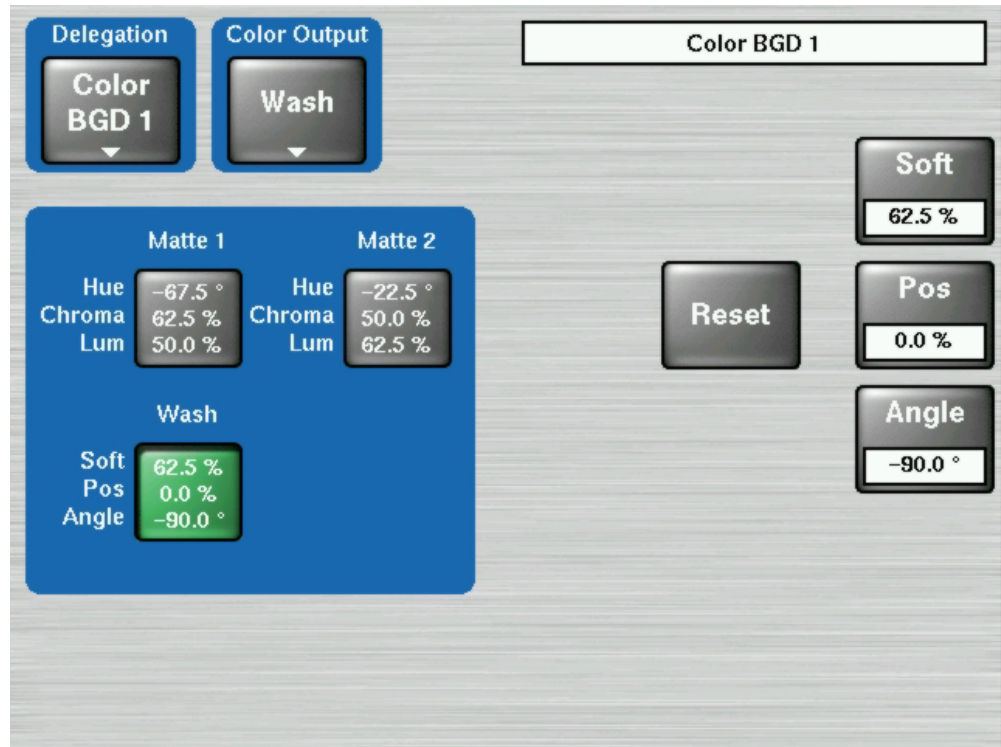 Delegation
Color Output
Color BGD 1
Color
BGD 1
Wash
Soft
62.5 %
Matte 1
Matte 2
Hue
Chroma
Lum
−67.5 °
62.5 %
50.0 %
Hue
Chroma
Lum
−22.5 °
50.0 %
62.5 %
Reset
Pos
0.0 %
Angle
−90.0 °
Wash
Soft
Pos
Angle
62.5 %
0.0 %
−90.0 °